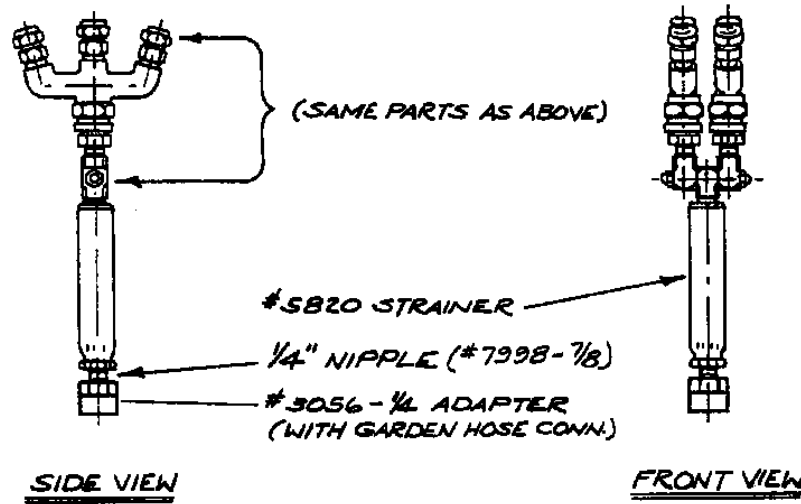 (SAME PARTS AS ABOVE)
#5820 STRAINER
1/4" NIPPLE (#7998-7/8)
#3056-1/4 ADAPTER
(WITH GARDEN HOSE CONN.)
SIDE VIEW
FRONT VIEW